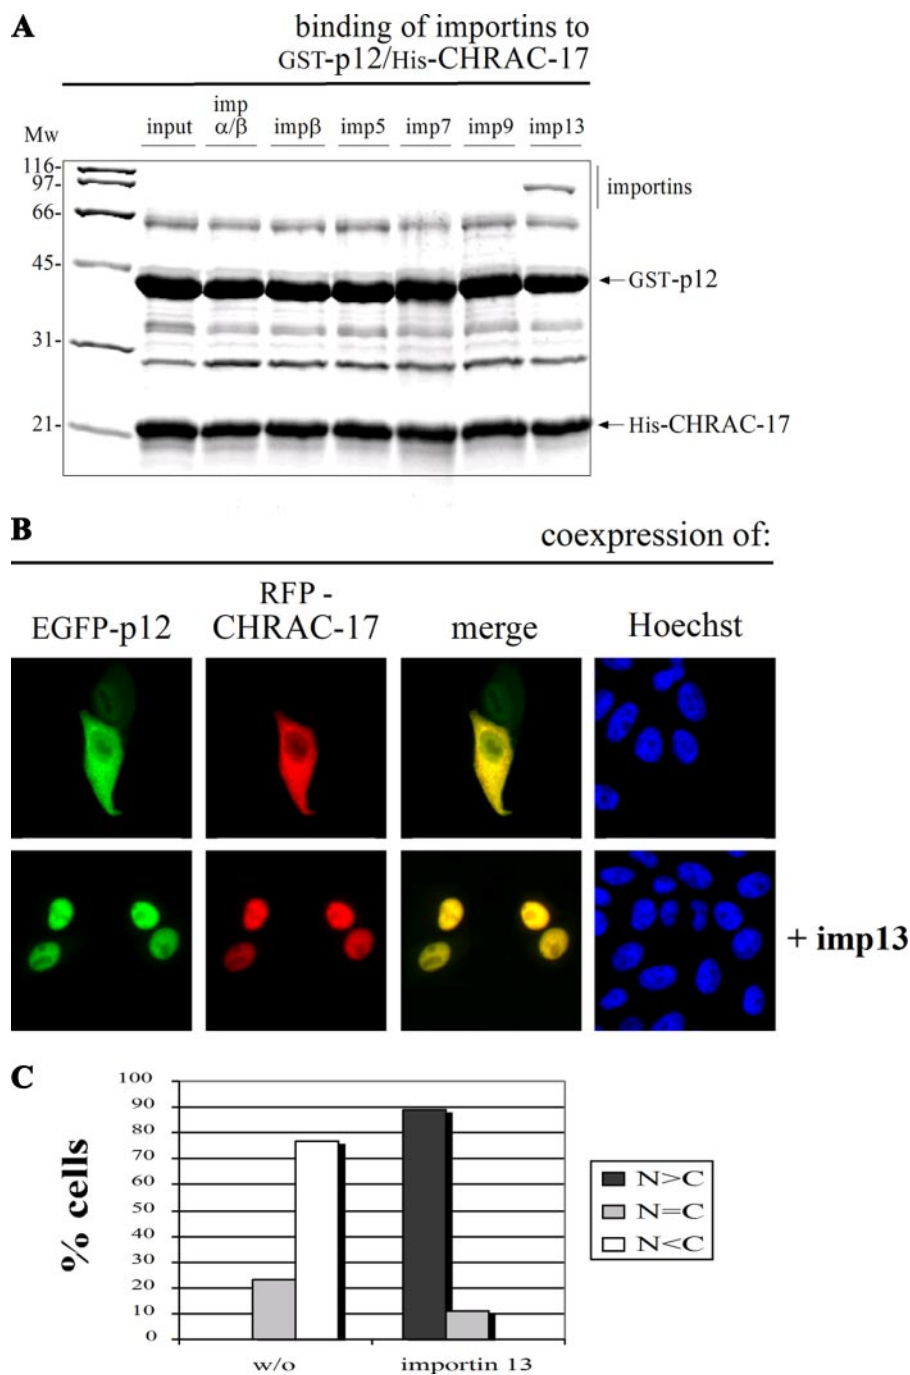 A
binding of importins to
GST-p12/His-CHRAC-17
Mw
input
imp
α/β
impβ
imp5
imp7
imp9
imp13
116-
97-
66-
45-
31-
21-
importins
GST-p12
His-CHRAC-17
B
coexpression of:
EGFP-p12
RFP -
CHRAC-17
merge
Hoechst
+ imp13
C
% cells
100
90
80
70
60
50
40
30
20
10
0
w/o
importin 13
N>C
N=C
N<C